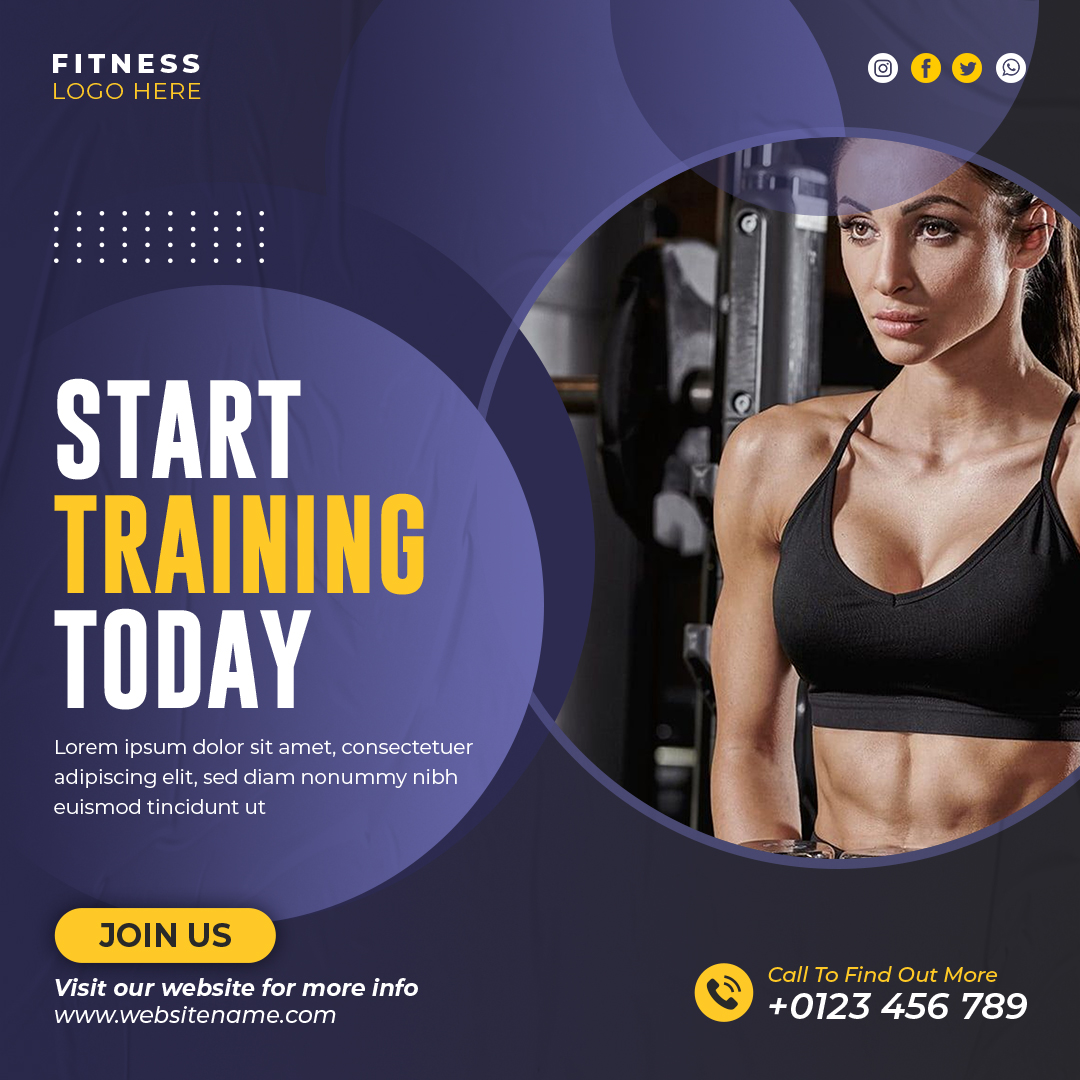 FITNESS
LOGO HERE
START
TRAINING
TODAY
Lorem ipsum dolor sit amet, consectetuer
adipiscing elit, sed diam nonummy nibh
euismod tincidunt ut
JOIN US
Visit our website for more info
www.websitename.com
Call To Find Out More
+0123 456 789